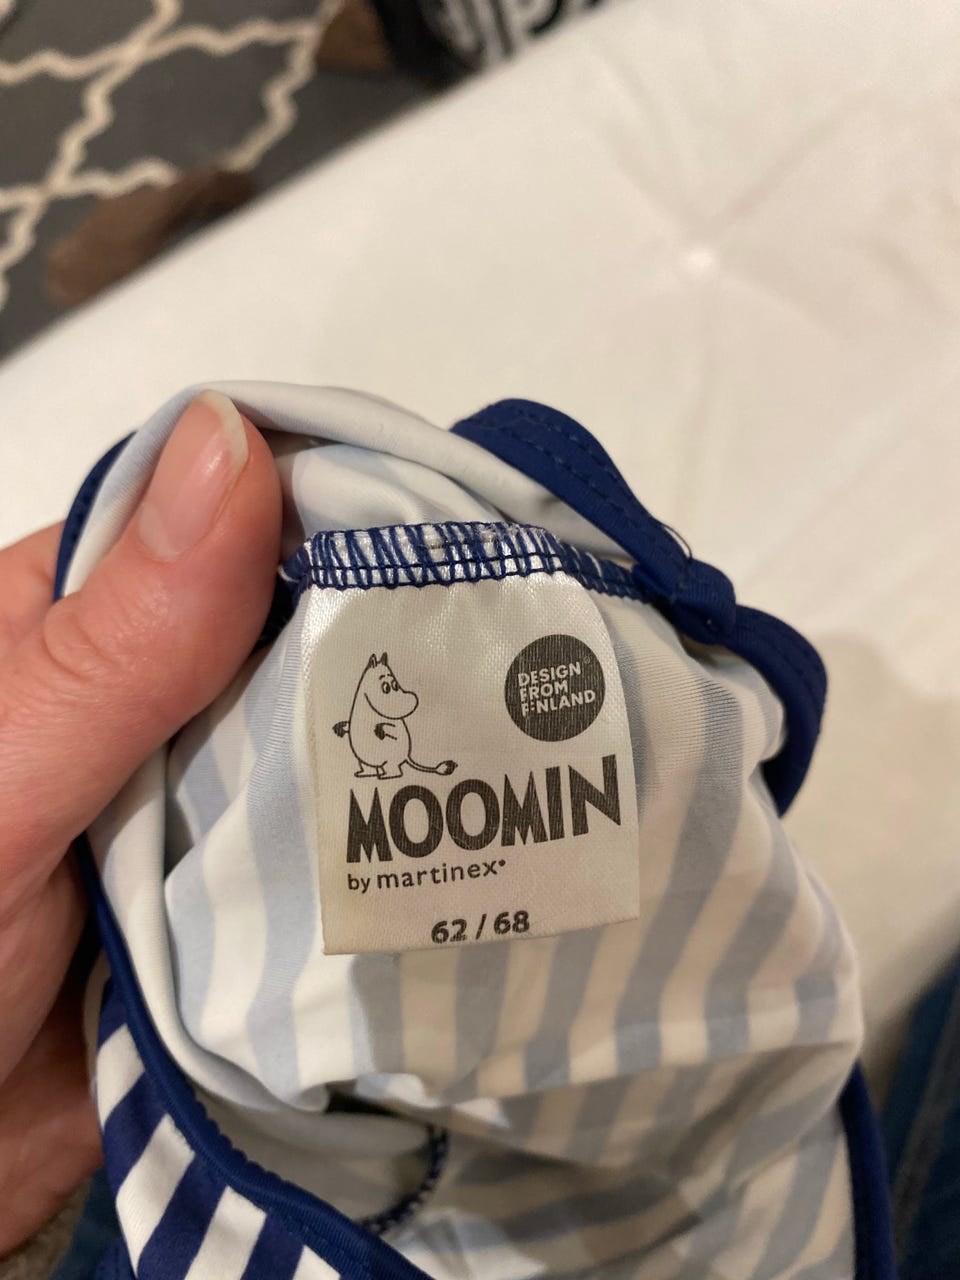 DESIGN
FROM
FINLAND
MOOMIN
by martinex
62 / 68